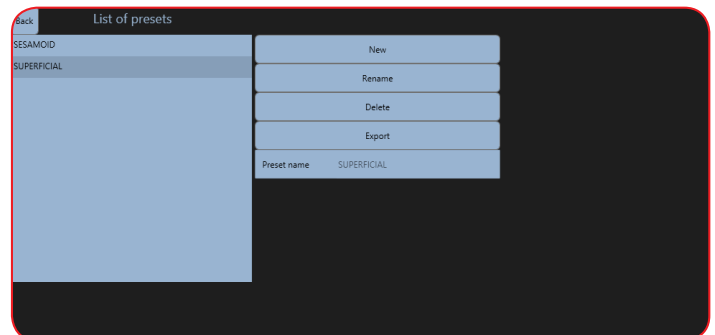 Back
List of presets
SESAMOID
SUPERFICIAL
New
Rename
Delete
Export
Preset name SUPERFICIAL